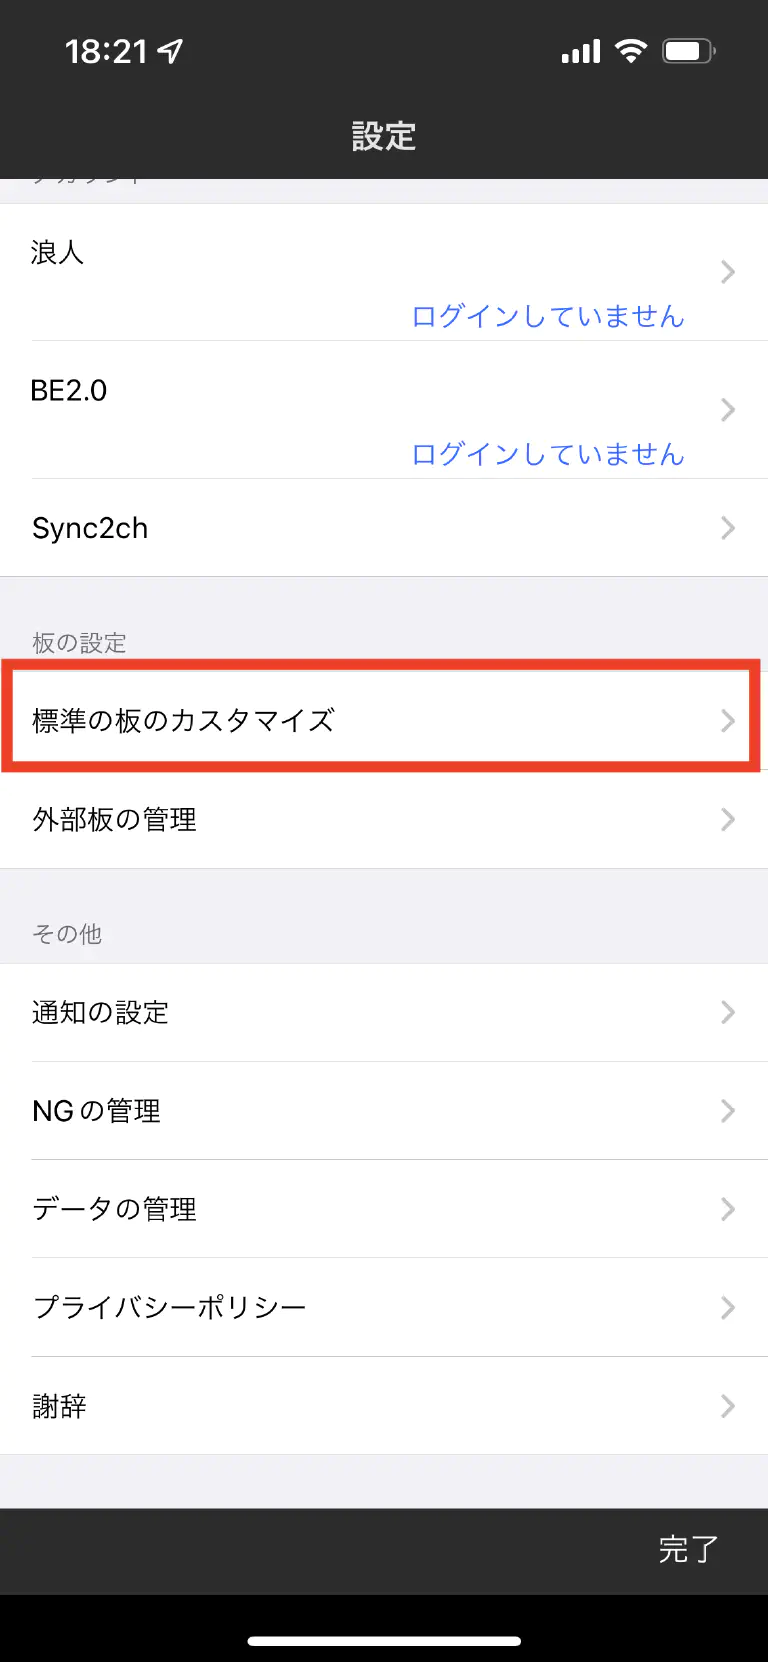 18:21
設定
浪人
ログインしていません
BE2.0
ログインしていません
Sync2ch
板の設定
標準の板のカスタマイズ
外部板の管理
その他
通知の設定
NGの管理
データの管理
プライバシーポリシー
謝辞
完了